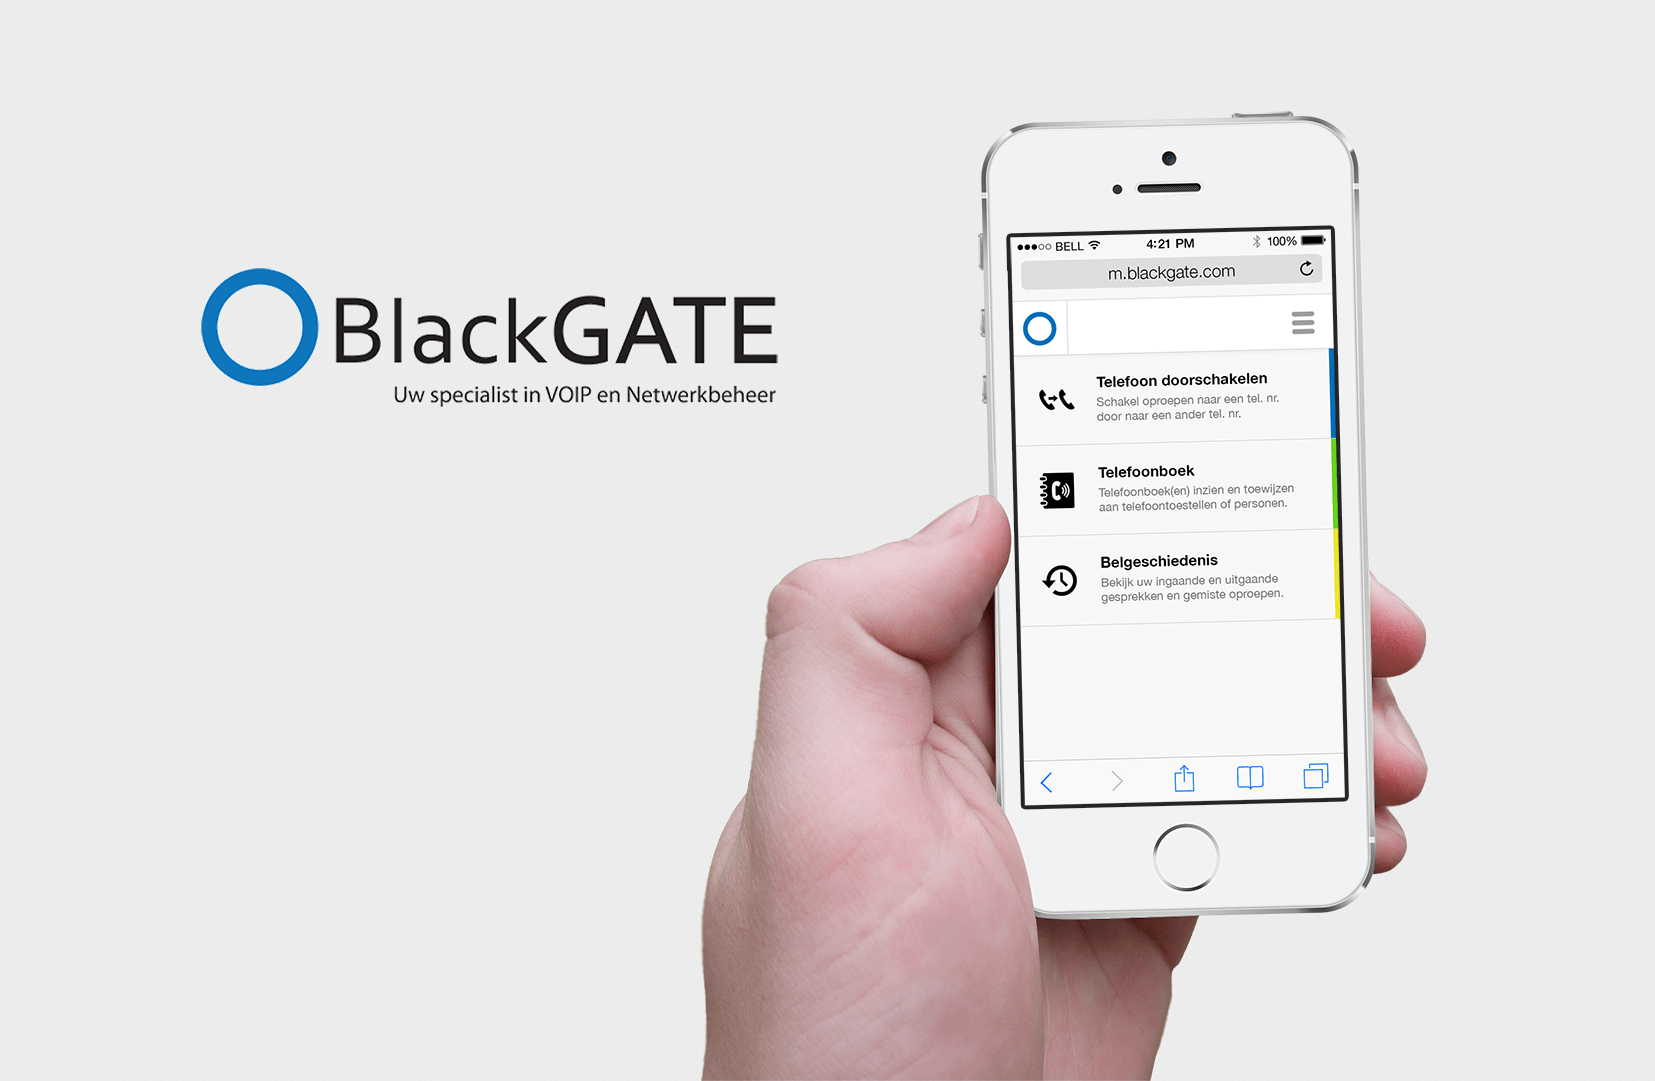 BlackGATE
Uw specialist in VOIP en Netwerkbeheer
BELL 4:21 PM 100%
m.blackgate.com
Telefoon doorschakelen
Schakel oproepen naar een tel. nr.
door naar een ander tel. nr.
Telefoonboek
Telefoonboek(en) inzien en toewijzen
aan telefoontoestellen of personen.
Belgeschiedenis
Bekijk uw ingaande en uitgaande
gesprekken en gemiste oproepen.